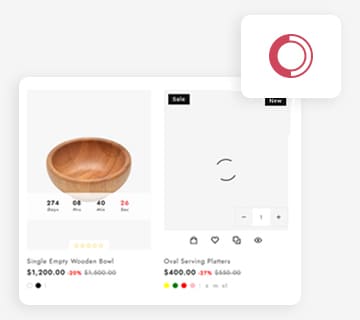 Sale
New
274 08 40 26
Days Hrs Min Sec
1
Single Empty Wooden Bowl
$1,200.00 -20% $1,500.00
Oval Serving Platters
$400.00 -27% $550.00
s m xl